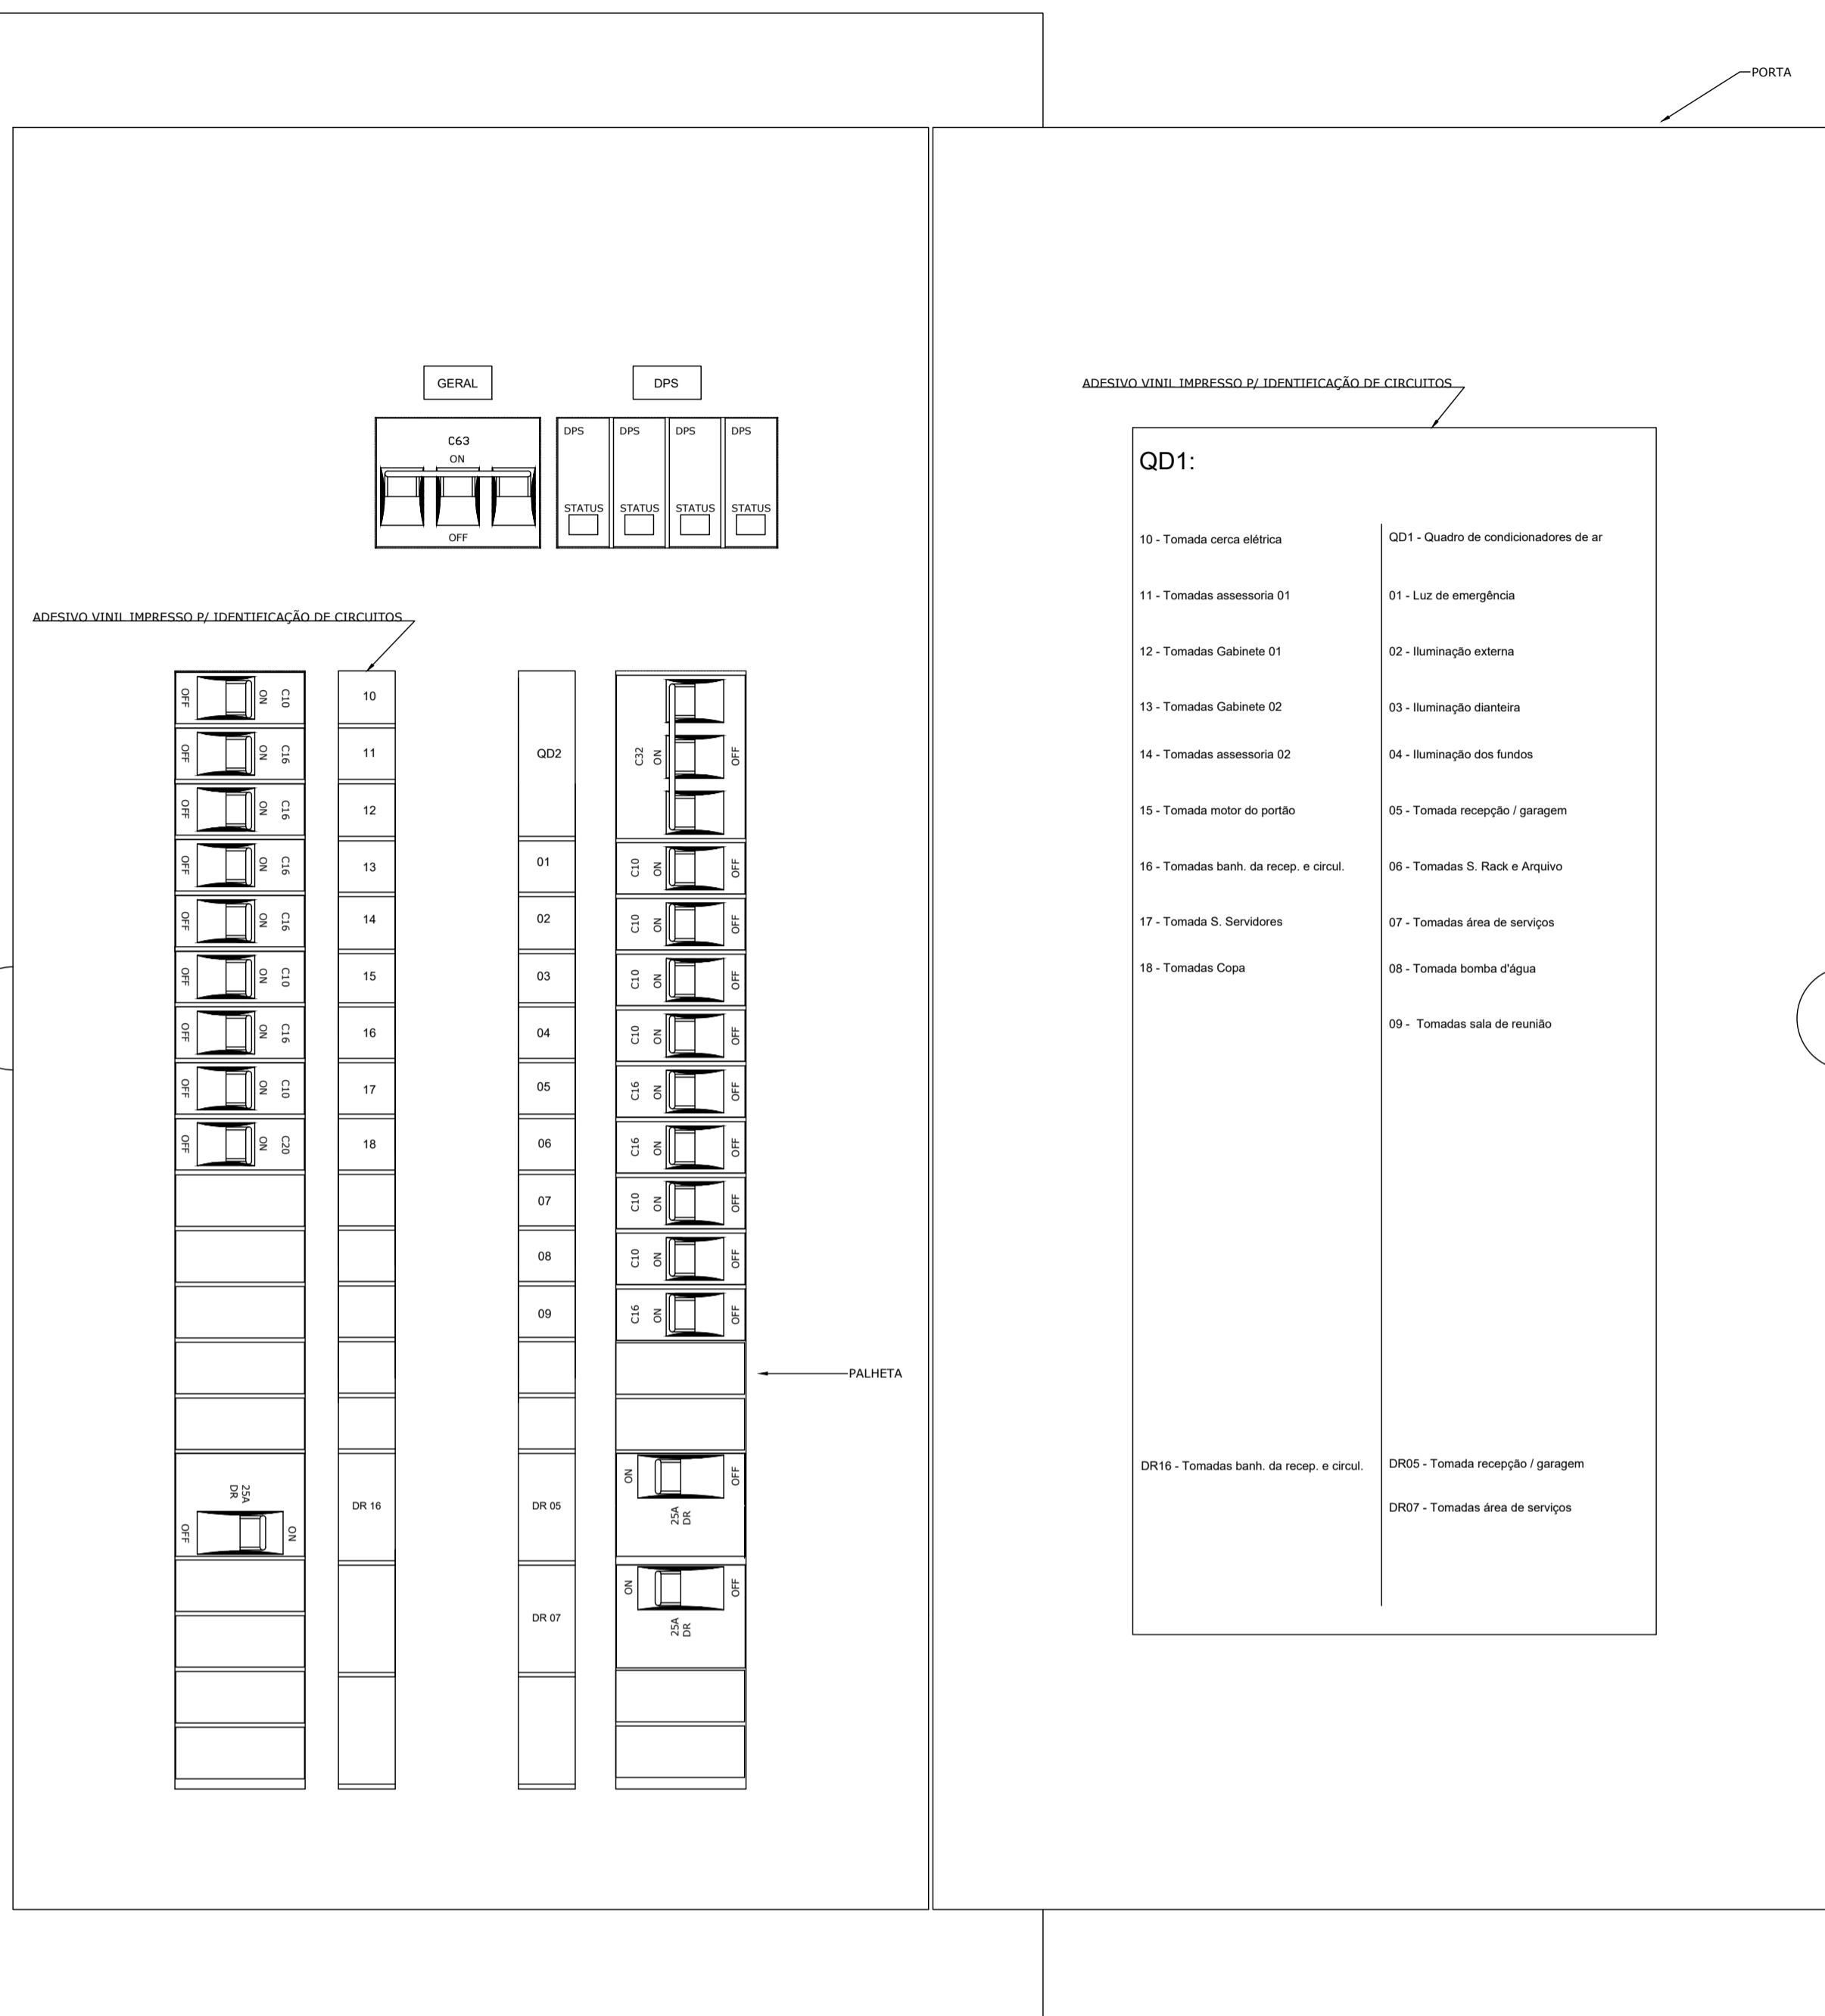 PORTA
GERAL
DPS
C63
ON
OFF
DPS
DPS
DPS
DPS
STATUS
STATUS
STATUS
STATUS
ADESIVO VINIL IMPRESSO P/ IDENTIFICAÇÃO DE CIRCUITOS
OFF ON C10
10
OFF ON C16
11
OFF ON C16
12
OFF ON C16
13
OFF ON C16
14
OFF ON C10
15
OFF ON C16
16
OFF ON C10
17
OFF ON C20
18
25A
DR
OFF ON
DR 16
QD2
C32 ON OFF
01
C10 ON OFF
02
C10 ON OFF
03
C10 ON OFF
04
C10 ON OFF
05
C16 ON OFF
06
C16 ON OFF
07
C10 ON OFF
08
C10 ON OFF
09
C16 ON OFF
PALHETA
DR 05
ON OFF
25A
DR
DR 07
ON OFF
25A
DR
ADESIVO VINIL IMPRESSO P/ IDENTIFICAÇÃO DE CIRCUITOS
QD1:
10 - Tomada cerca elétrica
11 - Tomadas assessoria 01
12 - Tomadas Gabinete 01
13 - Tomadas Gabinete 02
14 - Tomadas assessoria 02
15 - Tomada motor do portão
16 - Tomadas banh. da recep. e circul.
17 - Tomada S. Servidores
18 - Tomadas Copa
DR16 - Tomadas banh. da recep. e circul.
QD1 - Quadro de condicionadores de ar
01 - Luz de emergência
02 - Iluminação externa
03 - Iluminação dianteira
04 - Iluminação dos fundos
05 - Tomada recepção / garagem
06 - Tomadas S. Rack e Arquivo
07 - Tomadas área de serviços
08 - Tomada bomba d'água
09 - Tomadas sala de reunião
DR05 - Tomada recepção / garagem
DR07 - Tomadas área de serviços